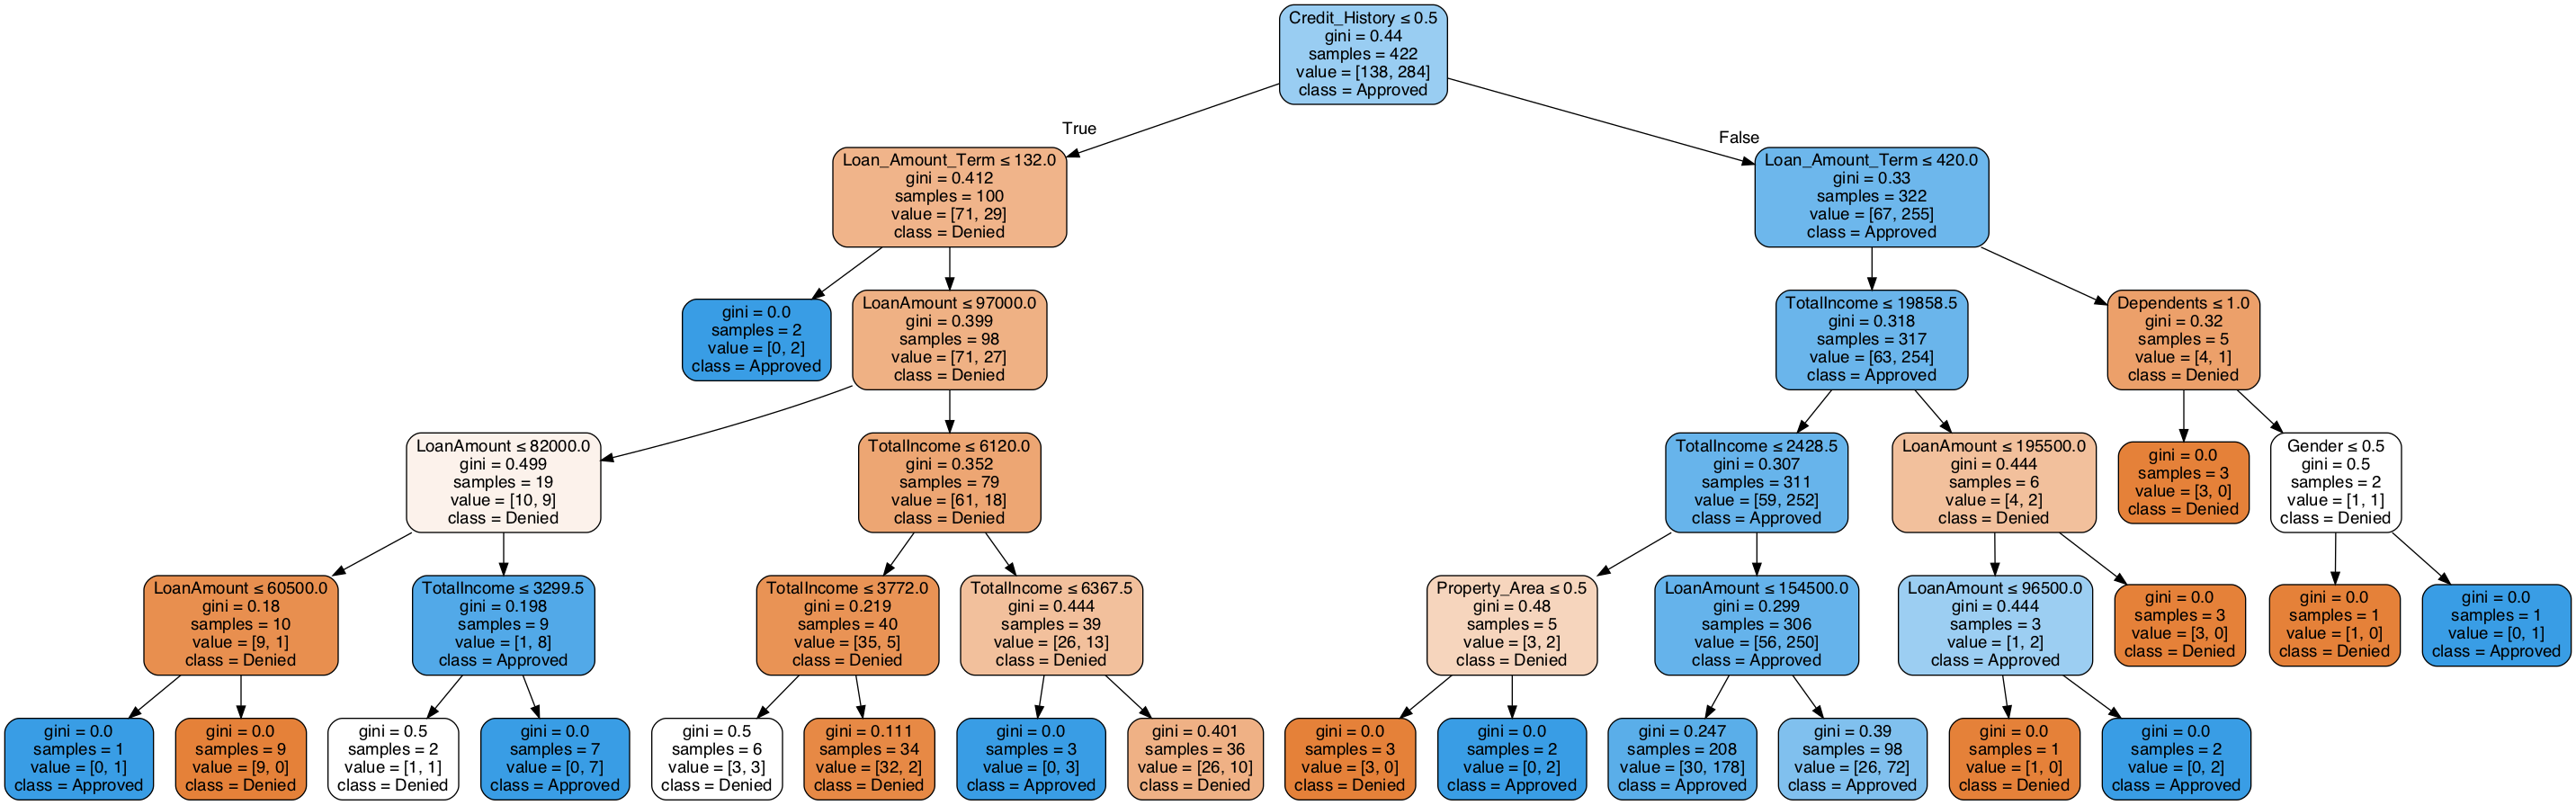 Credit_History ≤ 0.5
gini = 0.44
samples = 422
value = [138, 284]
class = Approved
True
False
Loan_Amount_Term ≤ 132.0
gini = 0.412
samples = 100
value = [71, 29]
class = Denied
Loan_Amount_Term ≤ 420.0
gini = 0.33
samples = 322
value = [67, 255]
class = Approved
gini = 0.0
samples = 2
value = [0, 2]
class = Approved
LoanAmount ≤ 97000.0
gini = 0.399
samples = 98
value = [71, 27]
class = Denied
TotalIncome ≤ 19858.5
gini = 0.318
samples = 317
value = [63, 254]
class = Approved
Dependents ≤ 1.0
gini = 0.32
samples = 5
value = [4, 1]
class = Denied
LoanAmount ≤ 82000.0
gini = 0.499
samples = 19
value = [10, 9]
class = Denied
TotalIncome ≤ 6120.0
gini = 0.352
samples = 79
value = [61, 18]
class = Denied
TotalIncome ≤ 2428.5
gini = 0.307
samples = 311
value = [59, 252]
class = Approved
LoanAmount ≤ 195500.0
gini = 0.444
samples = 6
value = [4, 2]
class = Denied
gini = 0.0
samples = 3
value = [3, 0]
class = Denied
Gender ≤ 0.5
gini = 0.5
samples = 2
value = [1, 1]
class = Denied
LoanAmount ≤ 60500.0
gini = 0.18
samples = 10
value = [9, 1]
class = Denied
TotalIncome ≤ 3299.5
gini = 0.198
samples = 9
value = [1, 8]
class = Approved
TotalIncome ≤ 3772.0
gini = 0.219
samples = 40
value = [35, 5]
class = Denied
TotalIncome ≤ 6367.5
gini = 0.444
samples = 39
value = [26, 13]
class = Denied
Property_Area ≤ 0.5
gini = 0.48
samples = 5
value = [3, 2]
class = Denied
LoanAmount ≤ 154500.0
gini = 0.299
samples = 306
value = [56, 250]
class = Approved
LoanAmount ≤ 96500.0
gini = 0.444
samples = 3
value = [1, 2]
class = Approved
gini = 0.0
samples = 3
value = [3, 0]
class = Denied
gini = 0.0
samples = 1
value = [1, 0]
class = Denied
gini = 0.0
samples = 1
value = [0, 1]
class = Approved
gini = 0.0
samples = 1
value = [0, 1]
class = Approved
gini = 0.0
samples = 9
value = [9, 0]
class = Denied
gini = 0.5
samples = 2
value = [1, 1]
class = Denied
gini = 0.0
samples = 7
value = [0, 7]
class = Approved
gini = 0.5
samples = 6
value = [3, 3]
class = Denied
gini = 0.111
samples = 34
value = [32, 2]
class = Denied
gini = 0.0
samples = 3
value = [0, 3]
class = Approved
gini = 0.401
samples = 36
value = [26, 10]
class = Denied
gini = 0.0
samples = 3
value = [3, 0]
class = Denied
gini = 0.0
samples = 2
value = [0, 2]
class = Approved
gini = 0.247
samples = 208
value = [30, 178]
class = Approved
gini = 0.39
samples = 98
value = [26, 72]
class = Approved
gini = 0.0
samples = 1
value = [1, 0]
class = Denied
gini = 0.0
samples = 2
value = [0, 2]
class = Approved